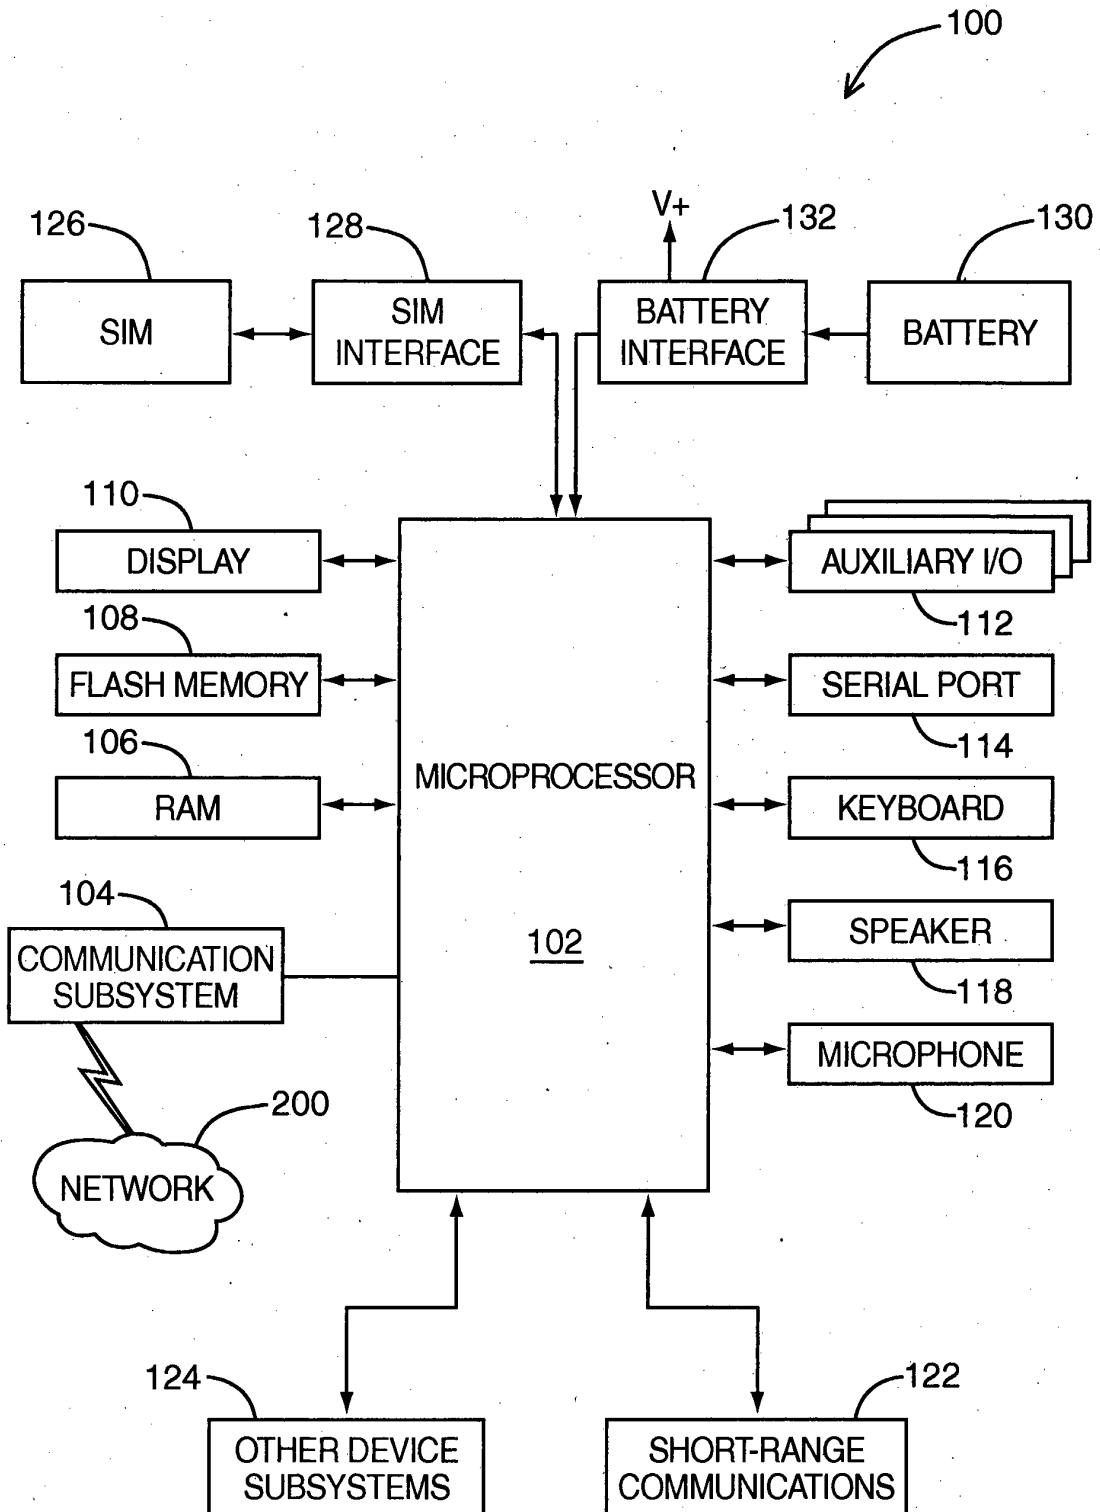 100
V+
126
128
132
130
SIM
SIM
INTERFACE
BATTERY
INTERFACE
BATTERY
110
DISPLAY
AUXILIARY I/O
112
108
FLASH MEMORY
SERIAL PORT
114
106
RAM
MICROPROCESSOR
KEYBOARD
116
104
COMMUNICATION
SUBSYSTEM
102
SPEAKER
118
MICROPHONE
120
200
NETWORK
124
122
OTHER DEVICE
SUBSYSTEMS
SHORT-RANGE
COMMUNICATIONS